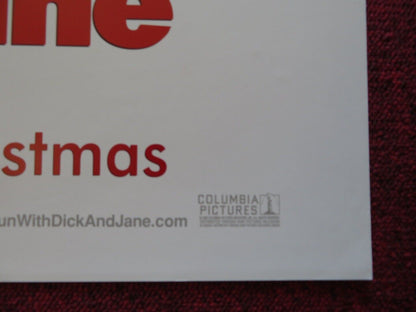 ane
stmas
unWithDickAndJane.com
COLUMBIA
PICTURES